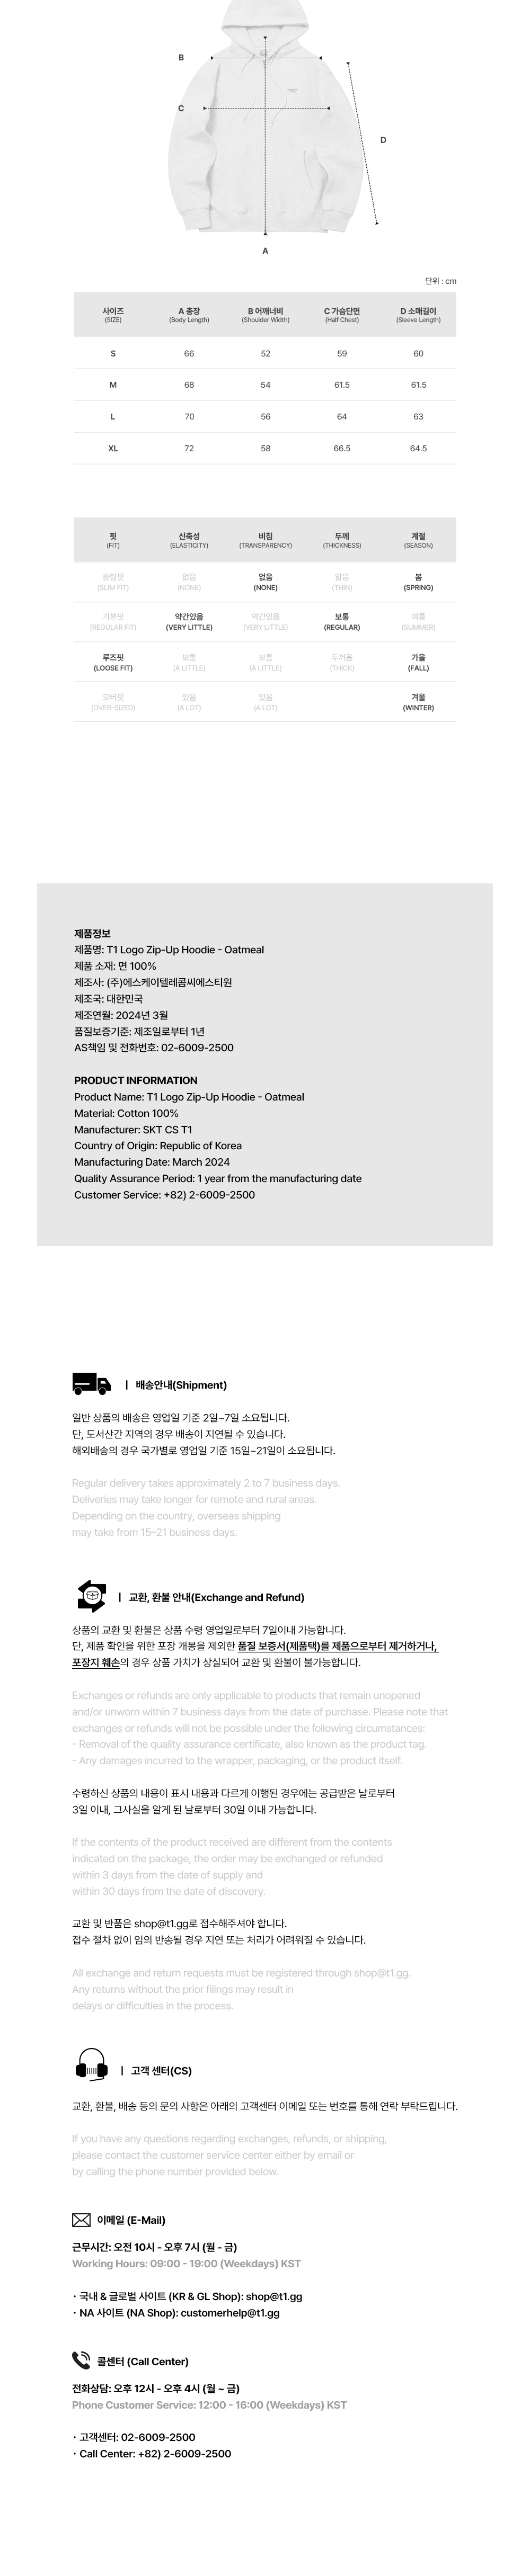 B
C
D
A
단위 : cm
사이즈 A 총장 B 어깨너비 C 가슴단면 D 소매길이
(SIZE) (Body Length) (Shoulder Width) (Half Chest) (Sleeve Length)
S 66 52 59 60
M 68 54 61.5 61.5
L 70 56 64 63
XL 72 58 66.5 64.5
핏 신축성 비침 두께 계절
(FIT) (ELASTICITY) (TRANSPARENCY) (THICKNESS) (SEASON)
슬림핏 없음 없음 얇음 봄
(SLIM FIT) (NONE) (NONE) (THIN) (SPRING)
기본핏 약간있음 약간있음 보통 여름
(REGULAR FIT) (VERY LITTLE) (VERY LITTLE) (REGULAR) (SUMMER)
루즈핏 보통 보통 두꺼움 가을
(LOOSE FIT) (A LITTLE) (A LITTLE) (THICK) (FALL)
오버핏 있음 있음 겨울
(OVER-SIZED) (A LOT) (A LOT) (WINTER)
제품정보
제품명: T1 Logo Zip-Up Hoodie - Oatmeal
제품 소재: 면 100%
제조사: (주)에스케이텔레콤씨에스티원
제조국: 대한민국
제조연월: 2024년 3월
품질보증기준: 제조일로부터 1년
AS책임 및 전화번호: 02-6009-2500
PRODUCT INFORMATION
Product Name: T1 Logo Zip-Up Hoodie - Oatmeal
Material: Cotton 100%
Manufacturer: SKT CS T1
Country of Origin: Republic of Korea
Manufacturing Date: March 2024
Quality Assurance Period: 1 year from the manufacturing date
Customer Service: +82) 2-6009-2500
| 배송안내(Shipment)
일반 상품의 배송은 영업일 기준 2일~7일 소요됩니다.
단, 도서산간 지역의 경우 배송이 지연될 수 있습니다.
해외배송의 경우 국가별로 영업일 기준 15일~21일이 소요됩니다.
Regular delivery takes approximately 2 to 7 business days.
Deliveries may take longer for remote and rural areas.
Depending on the country, overseas shipping
may take from 15–21 business days.
| 교환, 환불 안내(Exchange and Refund)
상품의 교환 및 환불은 상품 수령 영업일로부터 7일이내 가능합니다.
단, 제품 확인을 위한 포장 개봉을 제외한 품질 보증서(제품택)를 제품으로부터 제거하거나,
포장지 훼손의 경우 상품 가치가 상실되어 교환 및 환불이 불가능합니다.
Exchanges or refunds are only applicable to products that remain unopened
and/or unworn within 7 business days from the date of purchase. Please note that
exchanges or refunds will not be possible under the following circumstances:
- Removal of the quality assurance certificate, also known as the product tag.
- Any damages incurred to the wrapper, packaging, or the product itself.
수령하신 상품의 내용이 표시 내용과 다르게 이행된 경우에는 공급받은 날로부터
3일 이내, 그사실을 알게 된 날로부터 30일 이내 가능합니다.
If the contents of the product received are different from the contents
indicated on the package, the order may be exchanged or refunded
within 3 days from the date of supply and
within 30 days from the date of discovery.
교환 및 반품은 shop@t1.gg로 접수해주셔야 합니다.
접수 절차 없이 임의 반송될 경우 지연 또는 처리가 어려워질 수 있습니다.
All exchange and return requests must be registered through shop@t1.gg.
Any returns without the prior filings may result in
delays or difficulties in the process.
| 고객 센터(CS)
교환, 환불, 배송 등의 문의 사항은 아래의 고객센터 이메일 또는 번호를 통해 연락 부탁드립니다.
If you have any questions regarding exchanges, refunds, or shipping,
please contact the customer service center either by email or
by calling the phone number provided below.
이메일 (E-Mail)
근무시간: 오전 10시 - 오후 7시 (월 - 금)
Working Hours: 09:00 - 19:00 (Weekdays) KST
· 국내 & 글로벌 사이트 (KR & GL Shop): shop@t1.gg
· NA 사이트 (NA Shop): customerhelp@t1.gg
콜센터 (Call Center)
전화상담: 오후 12시 - 오후 4시 (월 ~ 금)
Phone Customer Service: 12:00 - 16:00 (Weekdays) KST
· 고객센터: 02-6009-2500
· Call Center: +82) 2-6009-2500